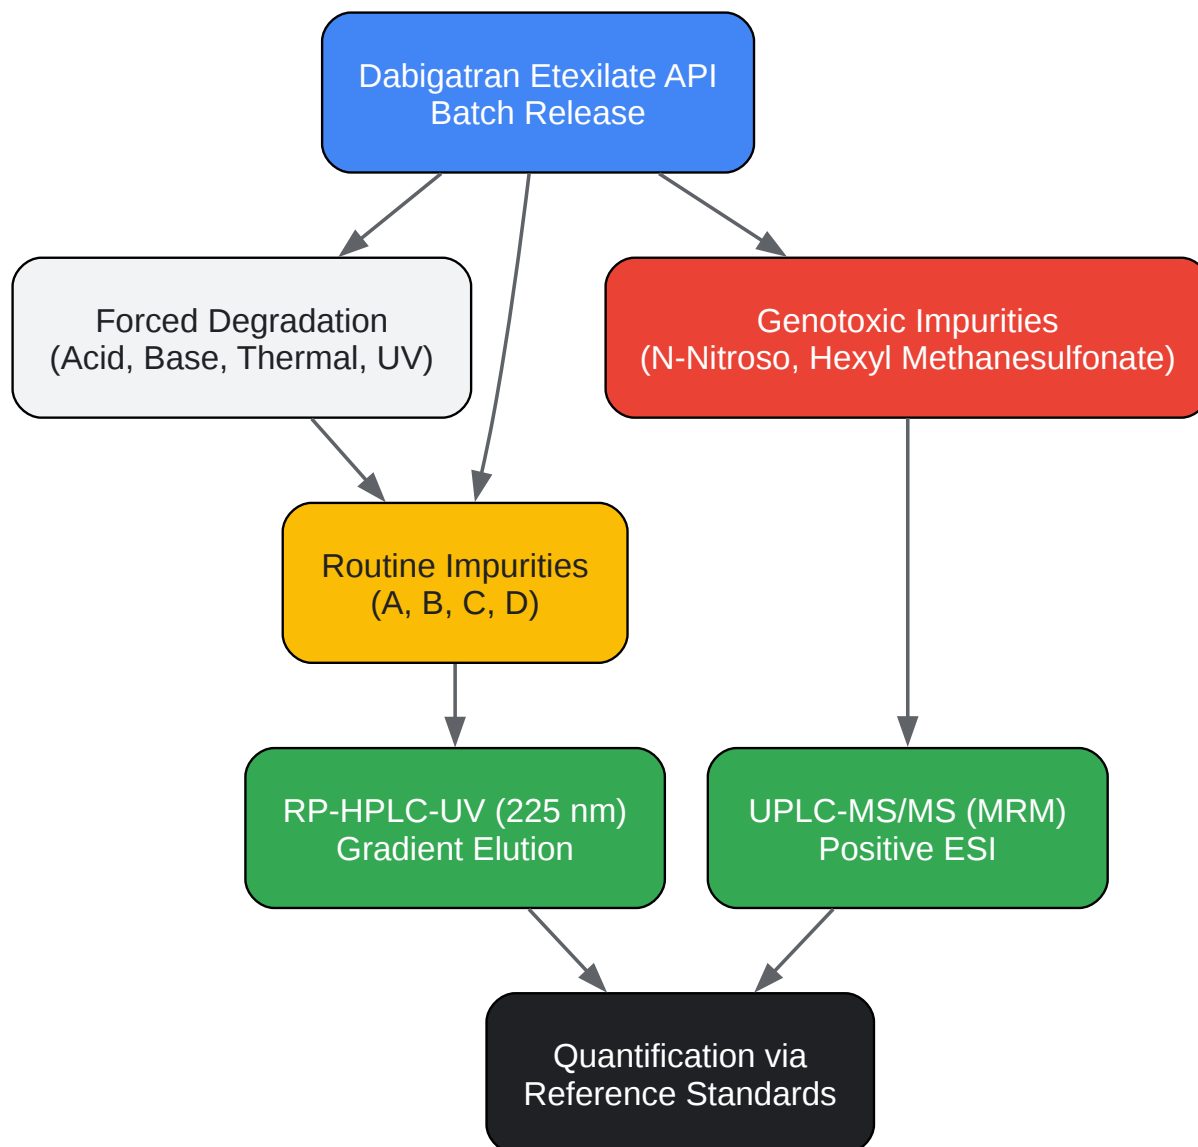 Dabigatran Etexilate API
Batch Release
Forced Degradation
(Acid, Base, Thermal, UV)
Genotoxic Impurities
(N-Nitroso, Hexyl Methanesulfonate)
Routine Impurities
(A, B, C, D)
RP-HPLC-UV (225 nm)
Gradient Elution
UPLC-MS/MS (MRM)
Positive ESI
Quantification via
Reference Standards